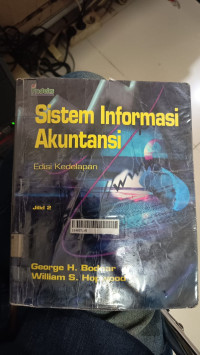 Sistem Informasi
Akuntansi
Edisi Kedelapan
Jilid 2
George H. Bodnar
William S. Hopwood